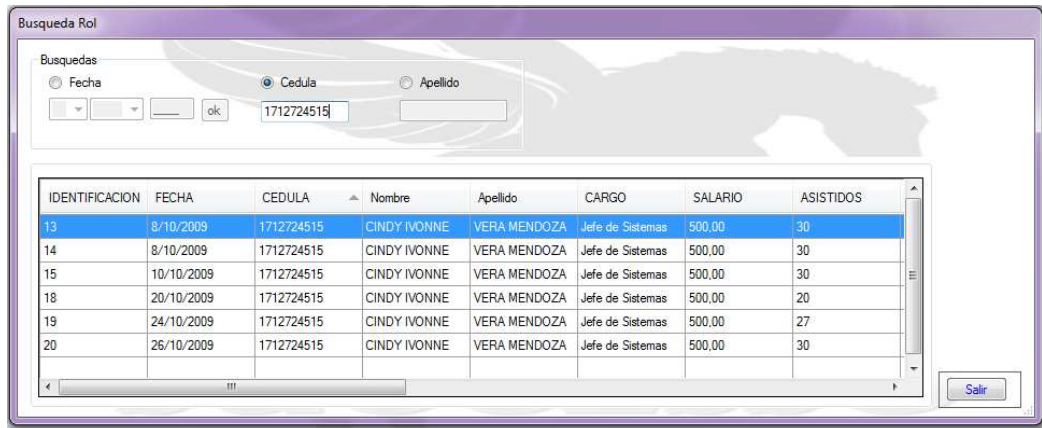 Busqueda Rol
Busquedas
Fecha Cedula Apellido
ok 1712724515
IDENTIFICACION FECHA CEDULA Nombre Apellido CARGO SALARIO ASISTIDOS
13 8/10/2009 1712724515 CINDY IVONNE VERA MENDOZA Jefe de Sistemas 500,00 30
14 8/10/2009 1712724515 CINDY IVONNE VERA MENDOZA Jefe de Sistemas 500,00 30
15 10/10/2009 1712724515 CINDY IVONNE VERA MENDOZA Jefe de Sistemas 500,00 30
18 20/10/2009 1712724515 CINDY IVONNE VERA MENDOZA Jefe de Sistemas 500,00 20
19 24/10/2009 1712724515 CINDY IVONNE VERA MENDOZA Jefe de Sistemas 500,00 27
20 26/10/2009 1712724515 CINDY IVONNE VERA MENDOZA Jefe de Sistemas 500,00 30
Salir